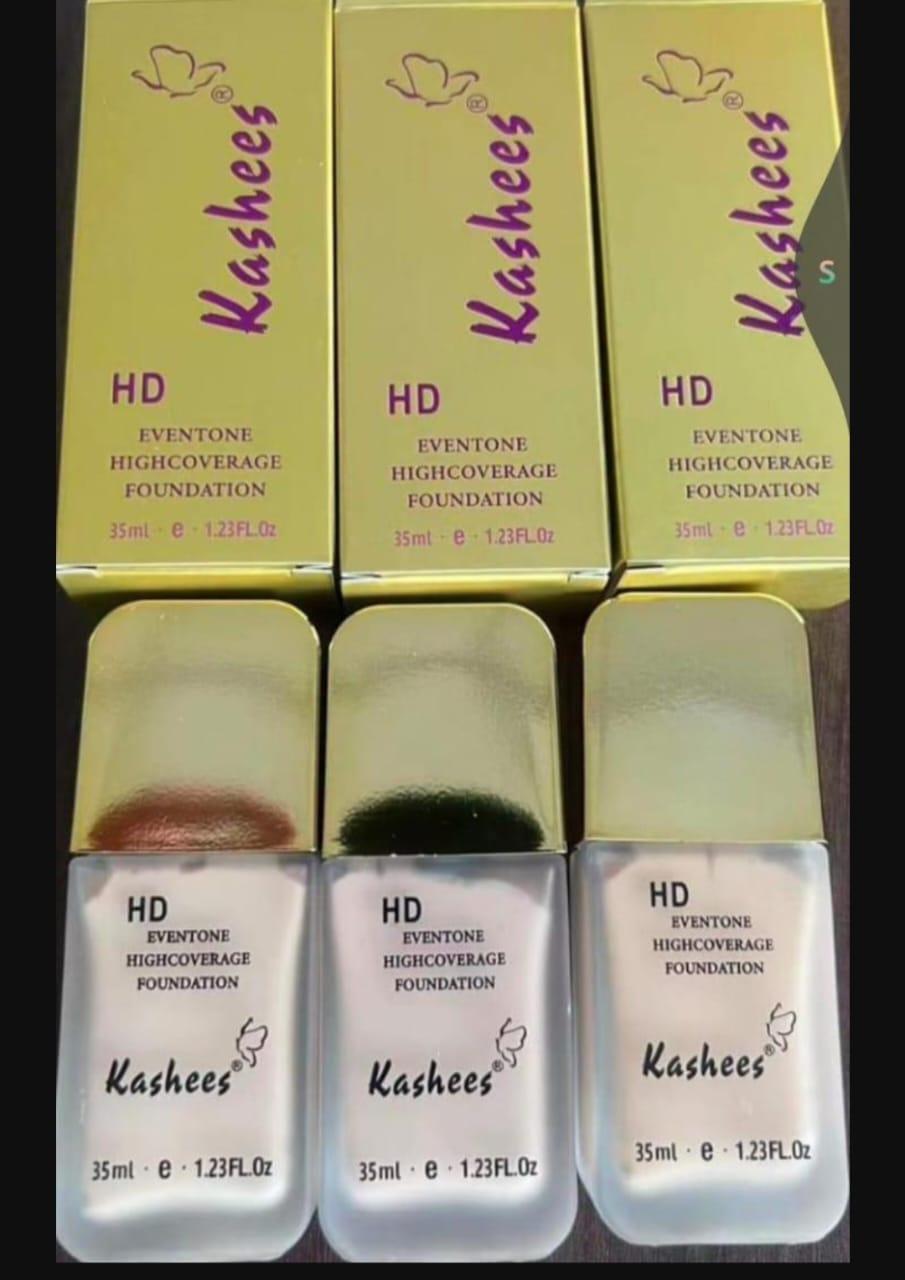 Kashees®
HD
EVENTONE
HIGHCOVERAGE
FOUNDATION
35ml · e · 1.23FL.Oz
Kashees®
HD
EVENTONE
HIGHCOVERAGE
FOUNDATION
35ml · e · 1.23FL.Oz
Kashees®
S
HD
EVENTONE
HIGHCOVERAGE
FOUNDATION
35ml · e · 1.23FL.Oz
HD
EVENTONE
HIGHCOVERAGE
FOUNDATION
Kashees®
35ml · e · 1.23FL.Oz
HD
EVENTONE
HIGHCOVERAGE
FOUNDATION
Kashees®
35ml · e · 1.23FL.Oz
HD
EVENTONE
HIGHCOVERAGE
FOUNDATION
Kashees®
35ml · e · 1.23FL.Oz